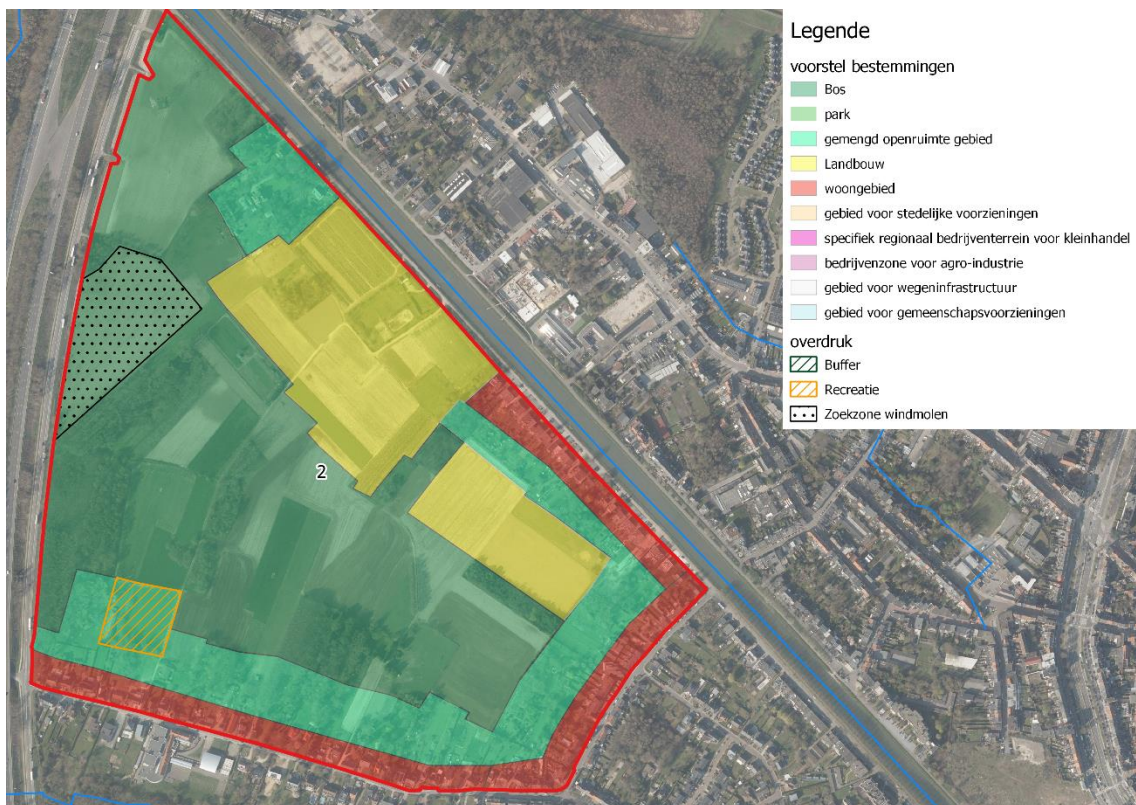 Legende
voorstel bestemmingen
Bos
park
gemengd openruimte gebied
Landbouw
woongebied
gebied voor stedelijke voorzieningen
specifiek regionaal bedrijventerrein voor kleinhandel
bedrijvenzone voor agro-industrie
gebied voor wegeninfrastructuur
gebied voor gemeenschapsvoorzieningen
overdruk
Buffer
Recreatie
Zoekzone windmolen
2